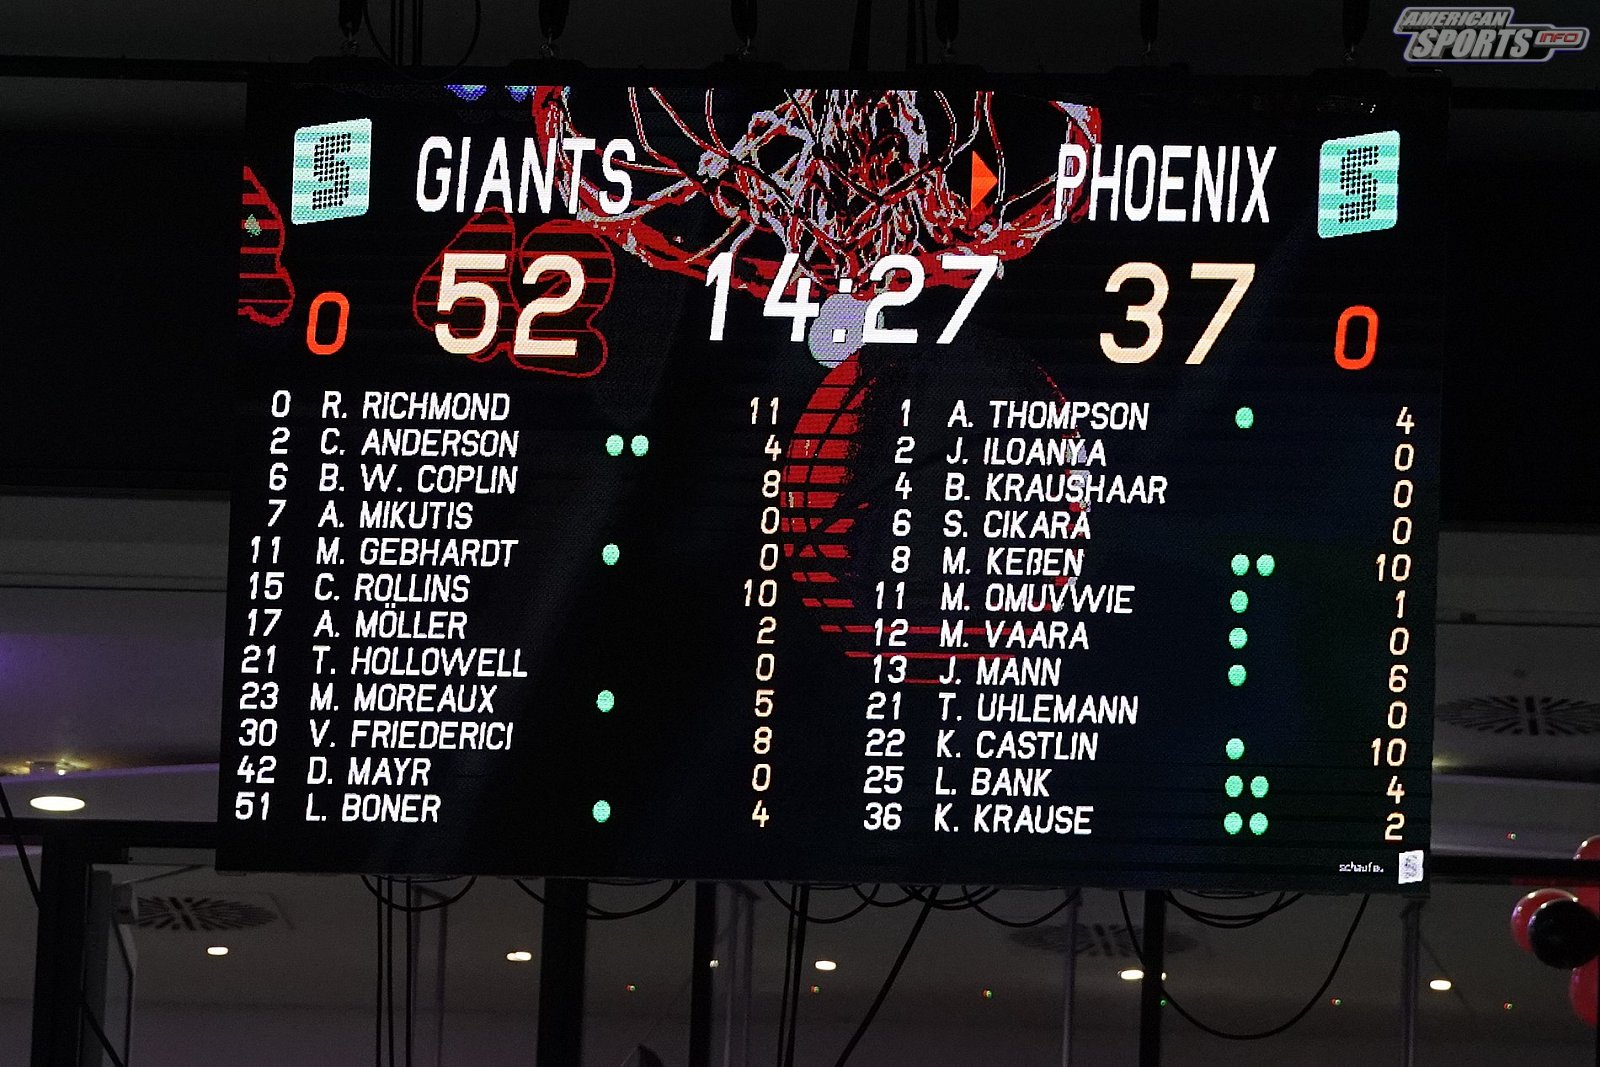 AMERICAN
SPORTS INFO
S GIANTS PHOENIX S
0 52 14:27 37 0
0 R. RICHMOND 11
2 C. ANDERSON 4
6 B. W. COPLIN 8
7 A. MIKUTIS 0
11 M. GEBHARDT 0
15 C. ROLLINS 10
17 A. MÖLLER 2
21 T. HOLLOWELL 0
23 M. MOREAUX 5
30 V. FRIEDERICI 8
42 D. MAYR 0
51 L. BONER 4
1 A. THOMPSON 4
2 J. ILOANYA 0
4 B. KRAUSHAAR 0
6 S. CIKARA 0
8 M. KEßEN 10
11 M. OMUVWIE 1
12 M. VAARA 0
13 J. MANN 6
21 T. UHLEMANN 0
22 K. CASTLIN 10
25 L. BANK 4
36 K. KRAUSE 2